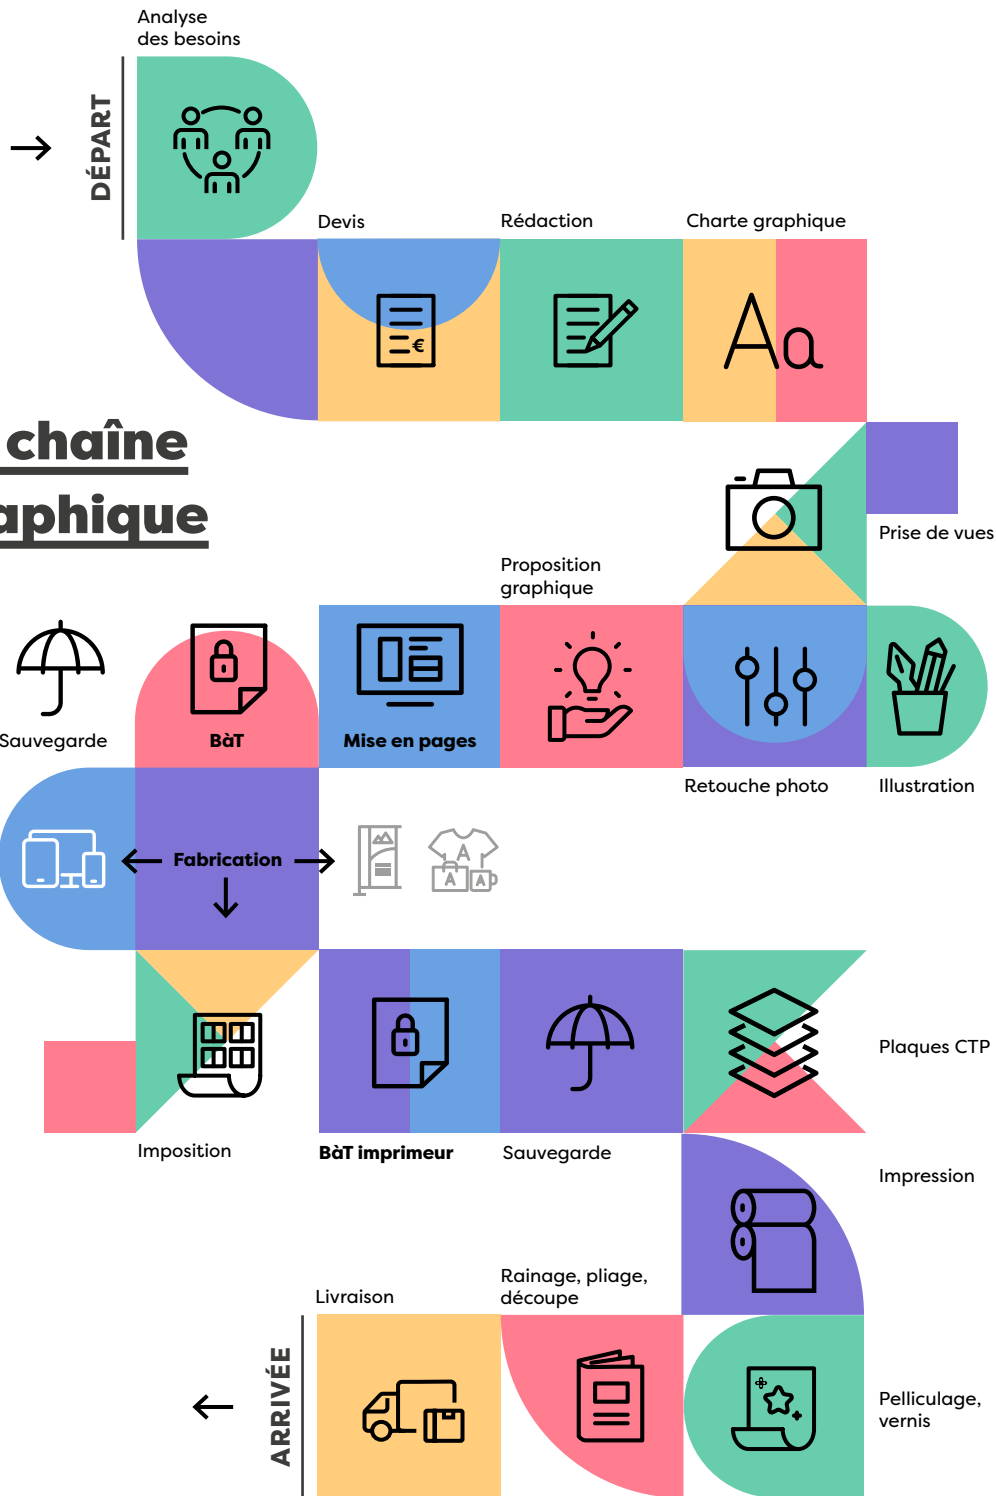 Analyse
des besoins
DÉPART
Devis
Rédaction
Charte graphique
€
Aa
chaîne
aphique
Prise de vues
Proposition
graphique
Sauvegarde
BàT
Mise en pages
Retouche photo
Illustration
Fabrication
A
A
A
Plaques CTP
Imposition
BàT imprimeur
Sauvegarde
Impression
Rainage, pliage,
découpe
Livraison
ARRIVÉE
Pelliculage,
vernis